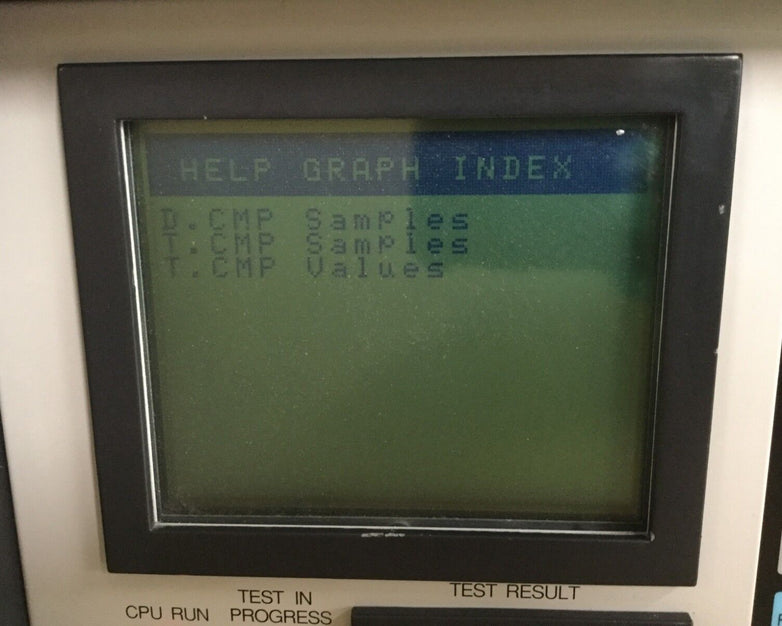 HELP GRAPH INDEX
D.CMP Samples
T.CMP Samples
T.CMP Values
CPU RUN
TEST IN
PROGRESS
TEST RESULT